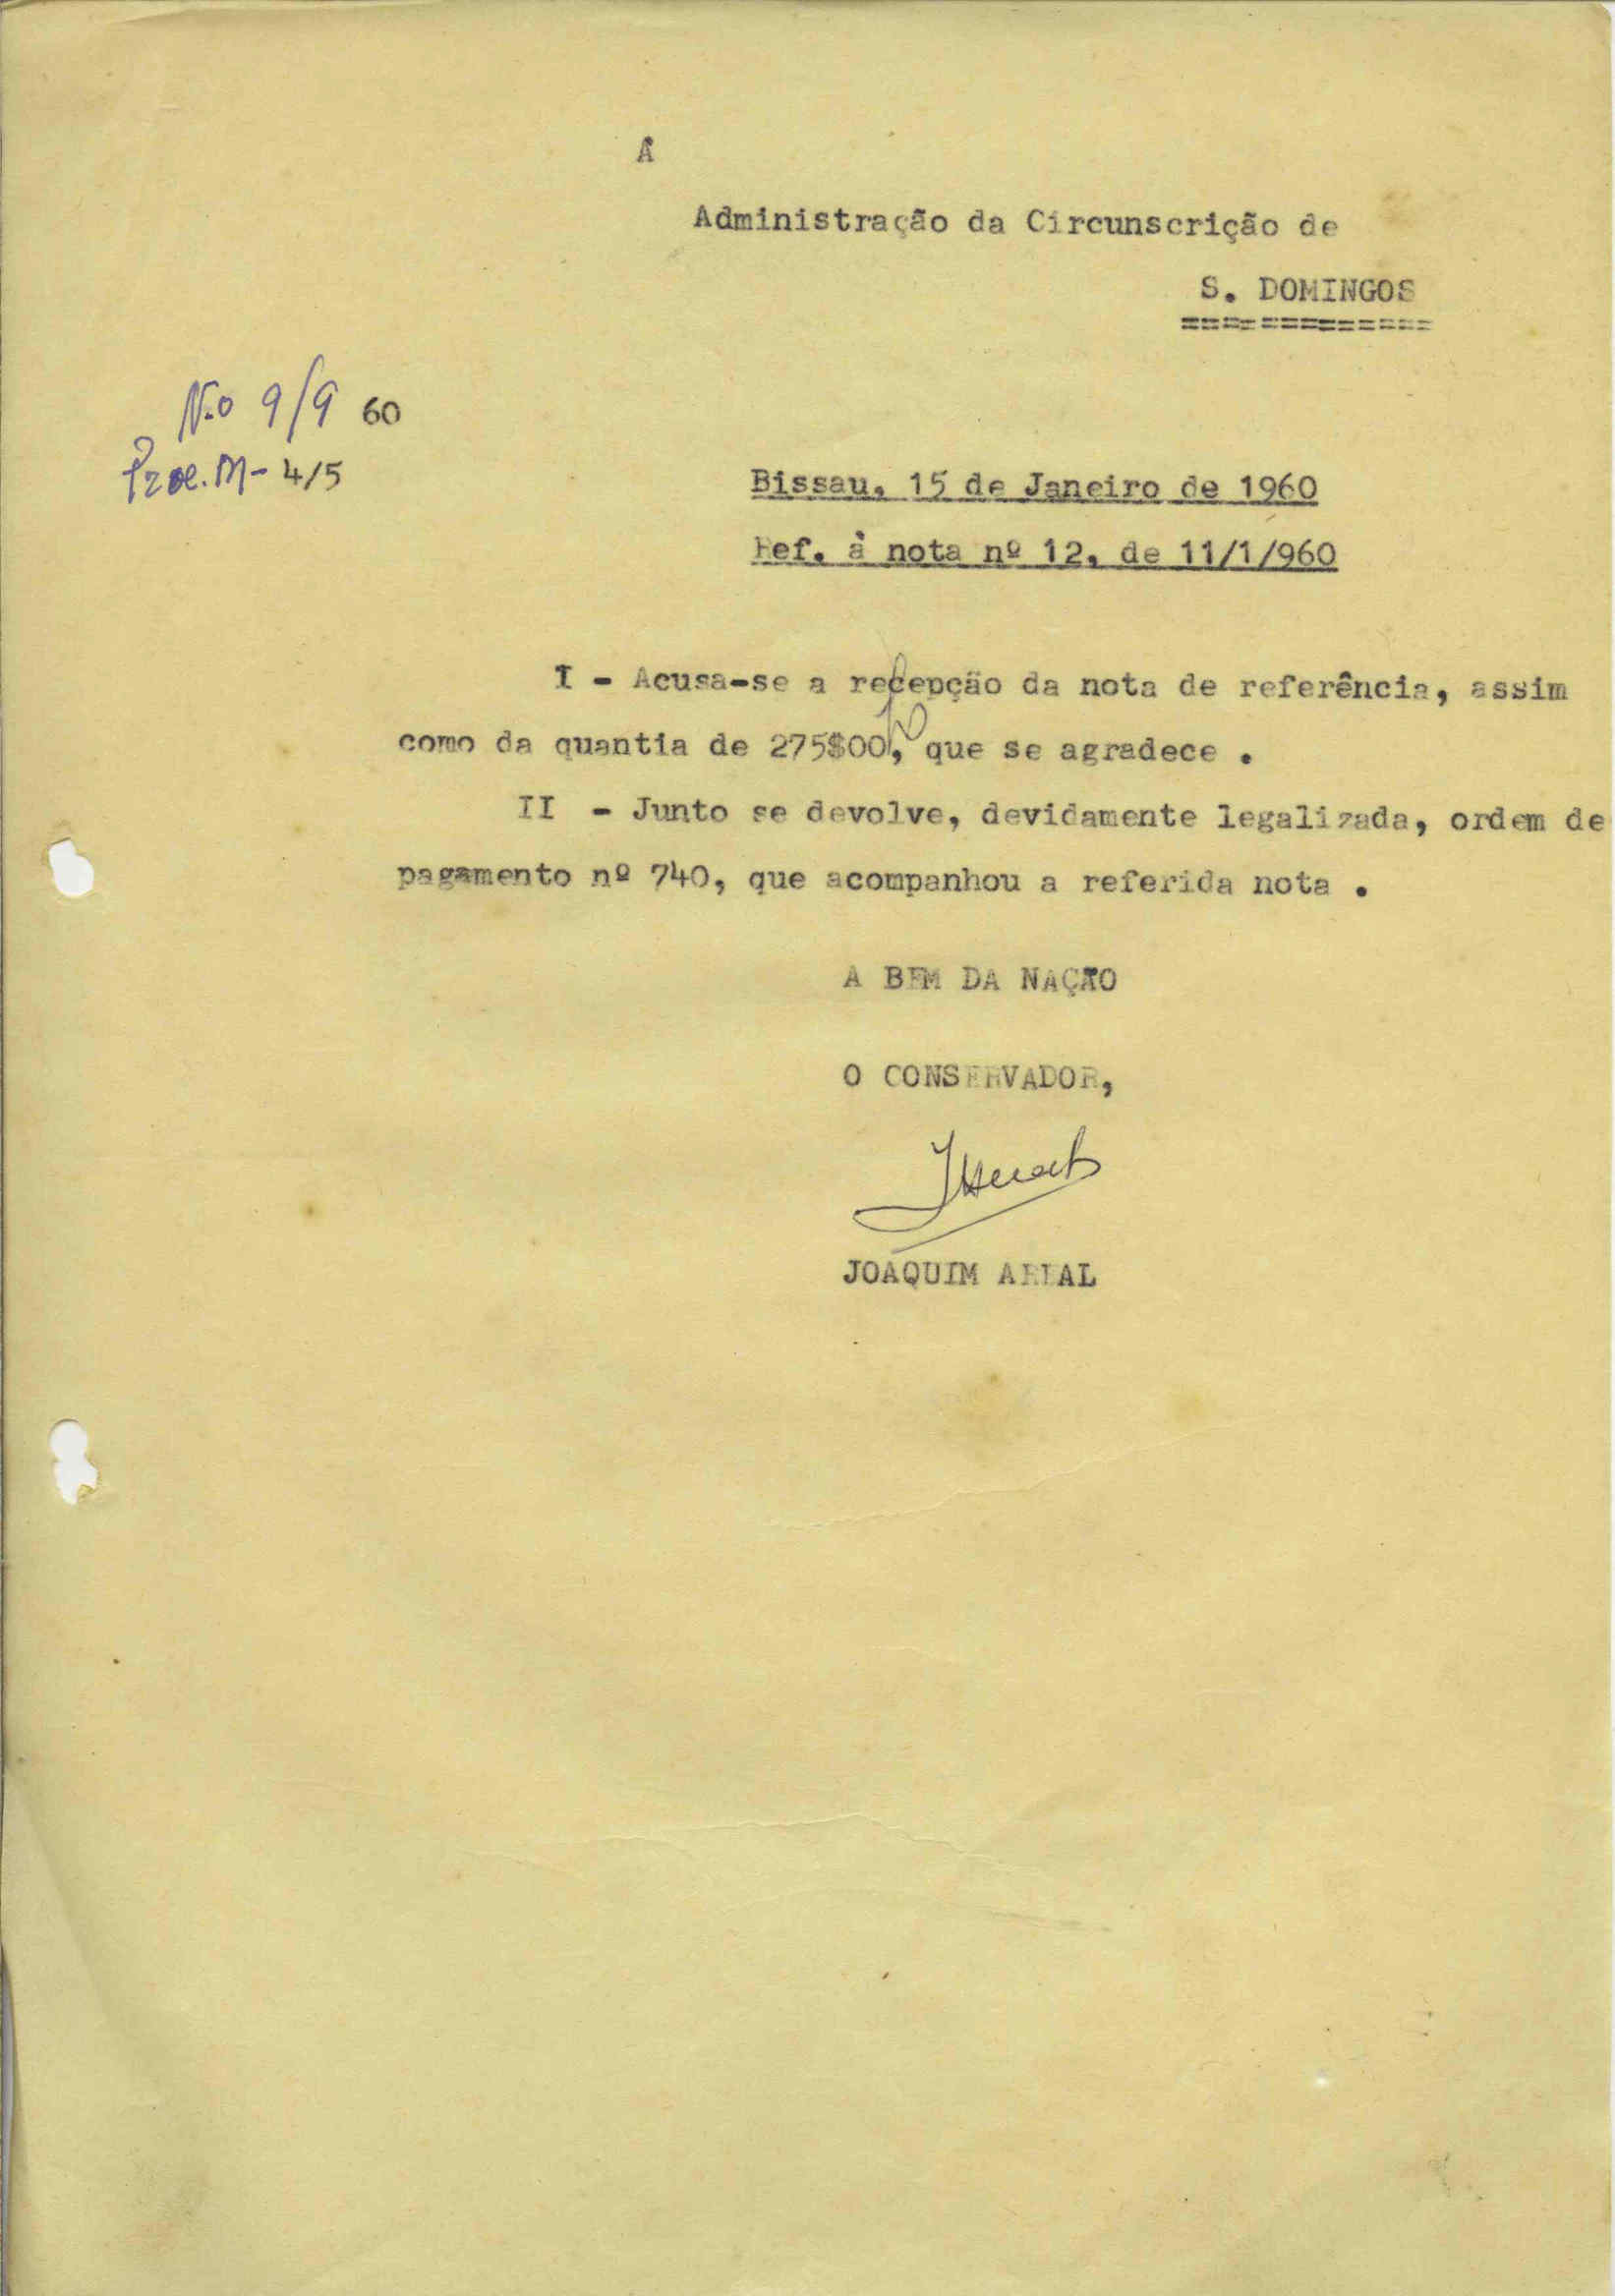 À
Administração da Circunscrição de
S. DOMINGOS
==============
N.o 9/9 60
Proc. M - 4/5
Bissau, 15 de Janeiro de 1960
Ref. à nota nº 12, de 11/1/960
I - Acusa-se a recepção da nota de referência, assim
como da quantia de 275$00, que se agradece .
II - Junto se devolve, devidamente legalizada, ordem de
pagamento nº 740, que acompanhou a referida nota .
A BEM DA NAÇÃO
O CONSERVADOR,
JOAQUIM AREAL